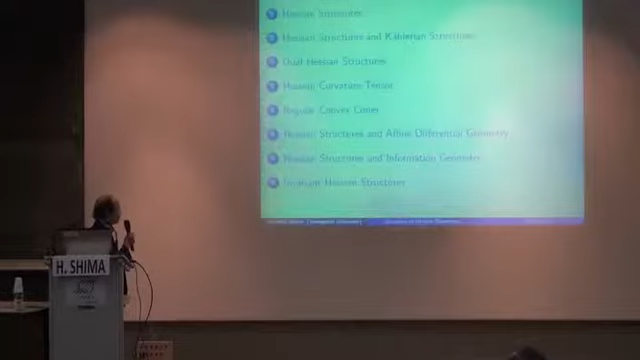 Hessian Structures
Hessian Structures and Kählerian Structures
Dual Hessian Structures
Hessian Curvature Tensor
Regular Convex Cones
Hessian Structures and Affine Differential Geometry
Hessian Structures and Information Geometry
Invariant Hessian Structures
H. SHIMA